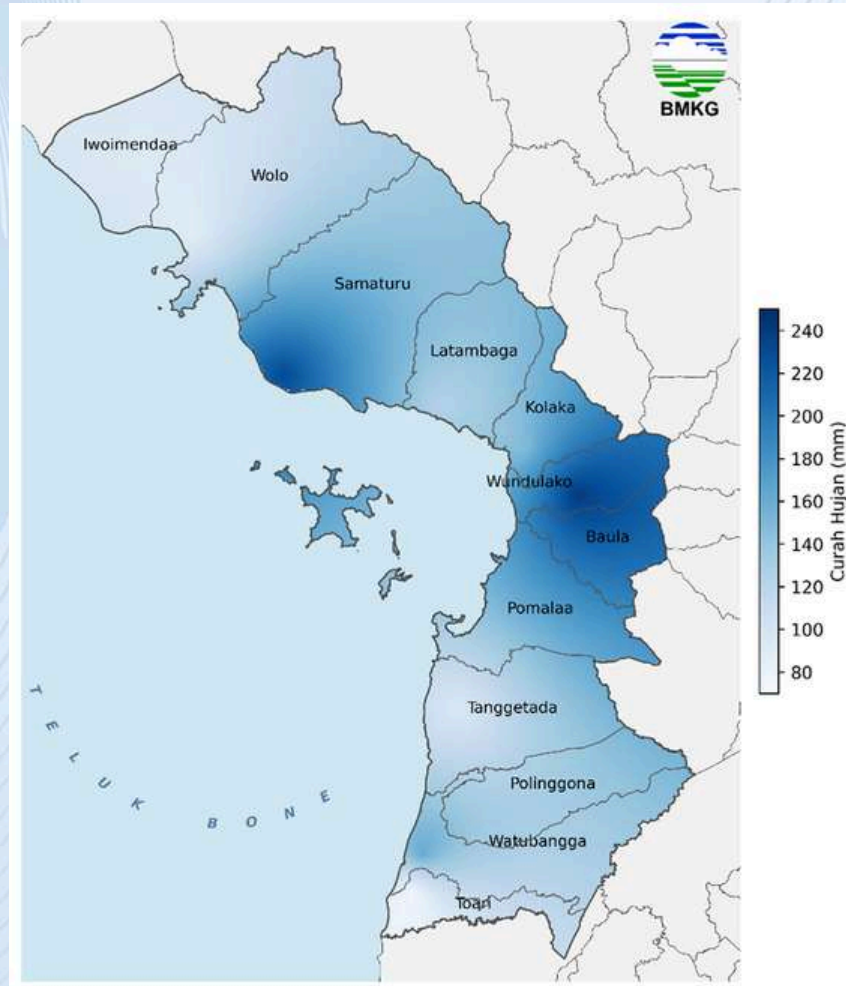 BMKG
Iwoimendaa
Wolo
Samaturu
Latambaga
Kolaka
Wundulako
Baula
Pomalaa
Tanggetada
Polinggona
Watubangga
Toari
TELUK BONE
240
220
200
180
160
140
120
100
80
Curah Hujan (mm)